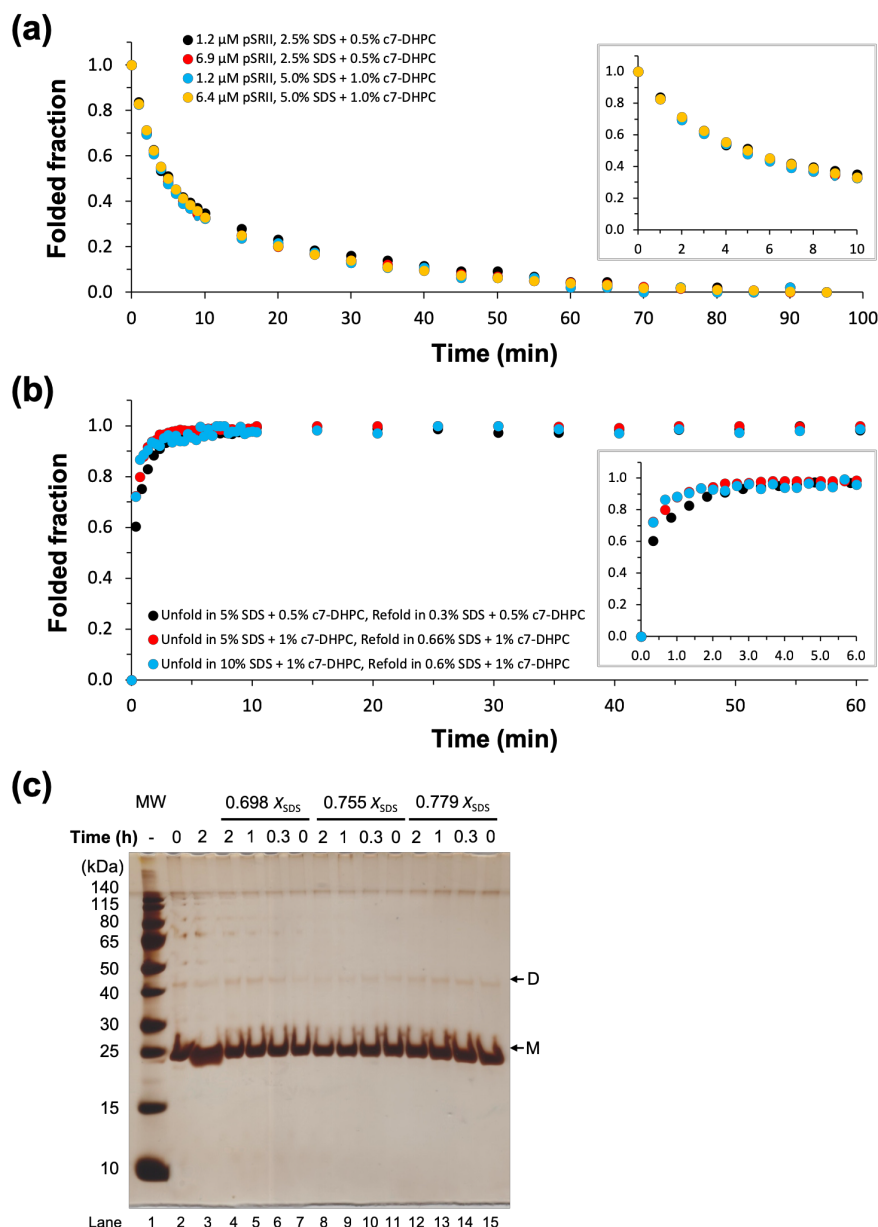 (a)
1.2 µM pSRII, 2.5% SDS + 0.5% c7-DHPC
6.9 µM pSRII, 2.5% SDS + 0.5% c7-DHPC
1.2 µM pSRII, 5.0% SDS + 1.0% c7-DHPC
6.4 µM pSRII, 5.0% SDS + 1.0% c7-DHPC
Folded fraction
1.0
0.8
0.6
0.4
0.2
0.0
0 10 20 30 40 50 60 70 80 90 100
Time (min)
1.0
0.8
0.6
0.4
0.2
0.0
0 2 4 6 8 10
(b)
Folded fraction
1.0
0.8
0.6
0.4
0.2
0.0
Unfold in 5% SDS + 0.5% c7-DHPC, Refold in 0.3% SDS + 0.5% c7-DHPC
Unfold in 5% SDS + 1% c7-DHPC, Refold in 0.66% SDS + 1% c7-DHPC
Unfold in 10% SDS + 1% c7-DHPC, Refold in 0.6% SDS + 1% c7-DHPC
0 10 20 30 40 50 60
Time (min)
1.0
0.8
0.6
0.4
0.2
0.0
0.0 1.0 2.0 3.0 4.0 5.0 6.0
(c)
MW 0.698 XSDS 0.755 XSDS 0.779 XSDS
Time (h) - 0 2 2 1 0.3 0 2 1 0.3 0 2 1 0.3 0
(kDa)
140
115
80
65
50
40
30
25
15
10
D
M
Lane 1 2 3 4 5 6 7 8 9 10 11 12 13 14 15